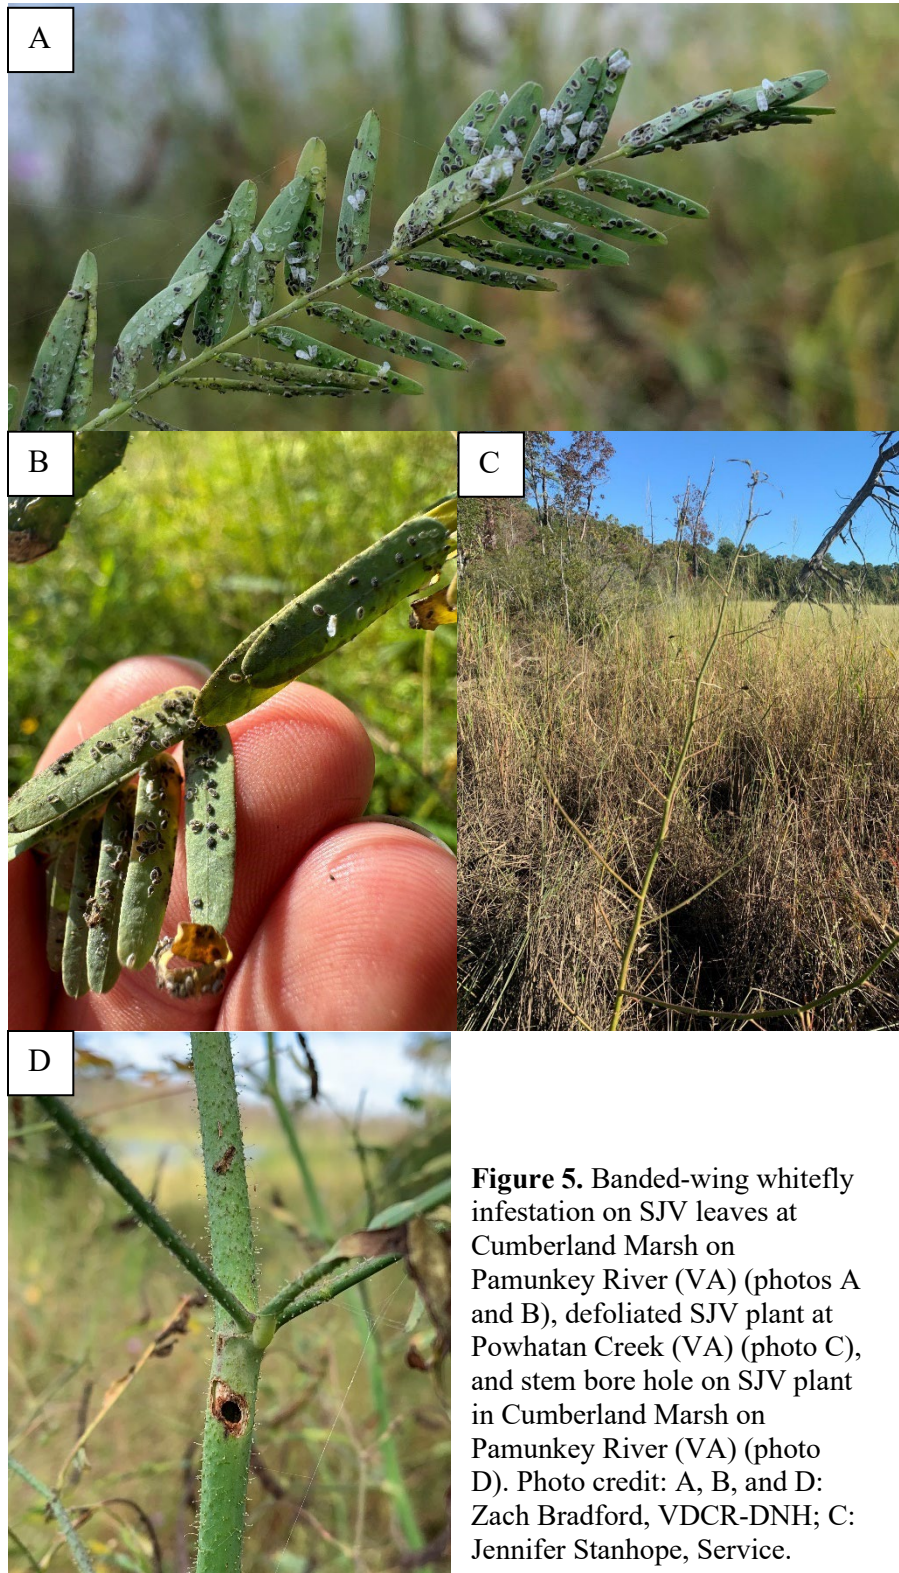 A
B
C
D
Figure 5. Banded-wing whitefly
infestation on SJV leaves at
Cumberland Marsh on
Pamunkey River (VA) (photos A
and B), defoliated SJV plant at
Powhatan Creek (VA) (photo C),
and stem bore hole on SJV plant
in Cumberland Marsh on
Pamunkey River (VA) (photo
D). Photo credit: A, B, and D:
Zach Bradford, VDCR-DNH; C:
Jennifer Stanhope, Service.